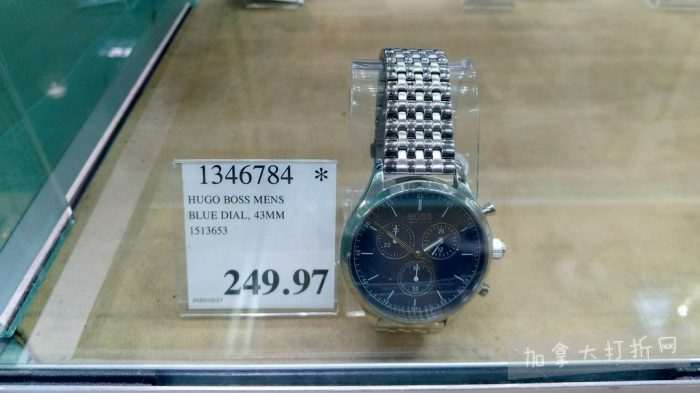 1346784 *
HUGO BOSS MENS
BLUE DIAL, 43MM
1513653
249.97
BOSS
加拿大打折网